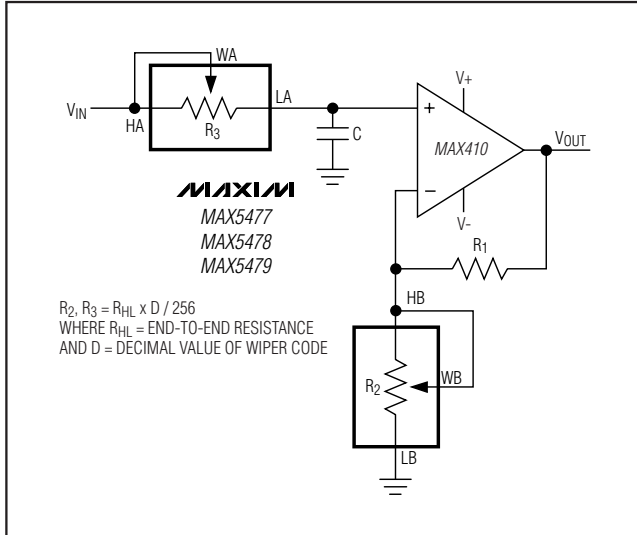 WA
V+
VIN
LA
+
HA
R3
C
MAX410
VOUT
MAXIM
−
MAX5477
V-
MAX5478
R1
MAX5479
HB
R2, R3 = RHL x D / 256
WHERE RHL = END-TO-END RESISTANCE
AND D = DECIMAL VALUE OF WIPER CODE
R2
WB
LB